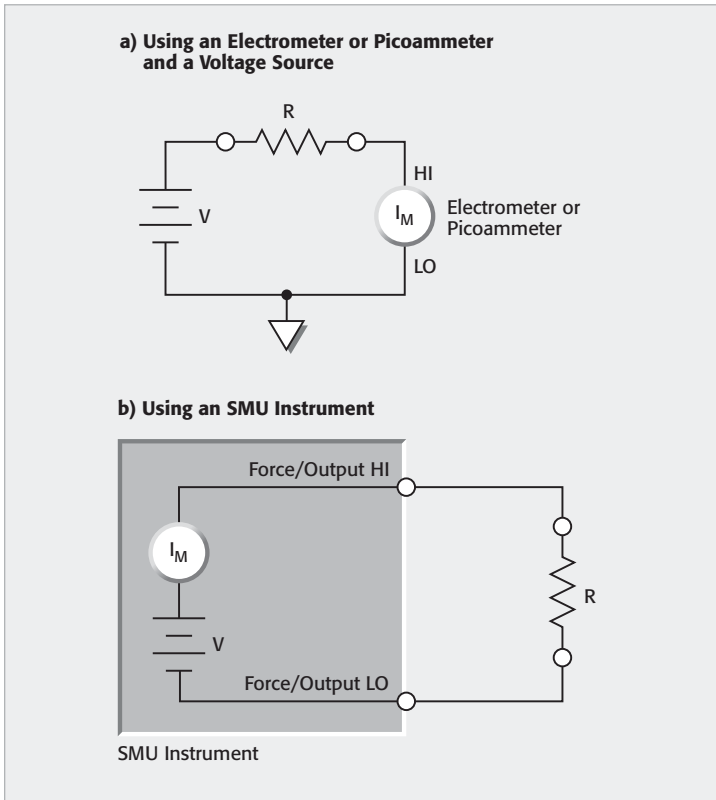 a) Using an Electrometer or Picoammeter
and a Voltage Source
R
HI
V
IM
Electrometer or
Picoammeter
LO
b) Using an SMU Instrument
Force/Output HI
IM
R
V
Force/Output LO
SMU Instrument